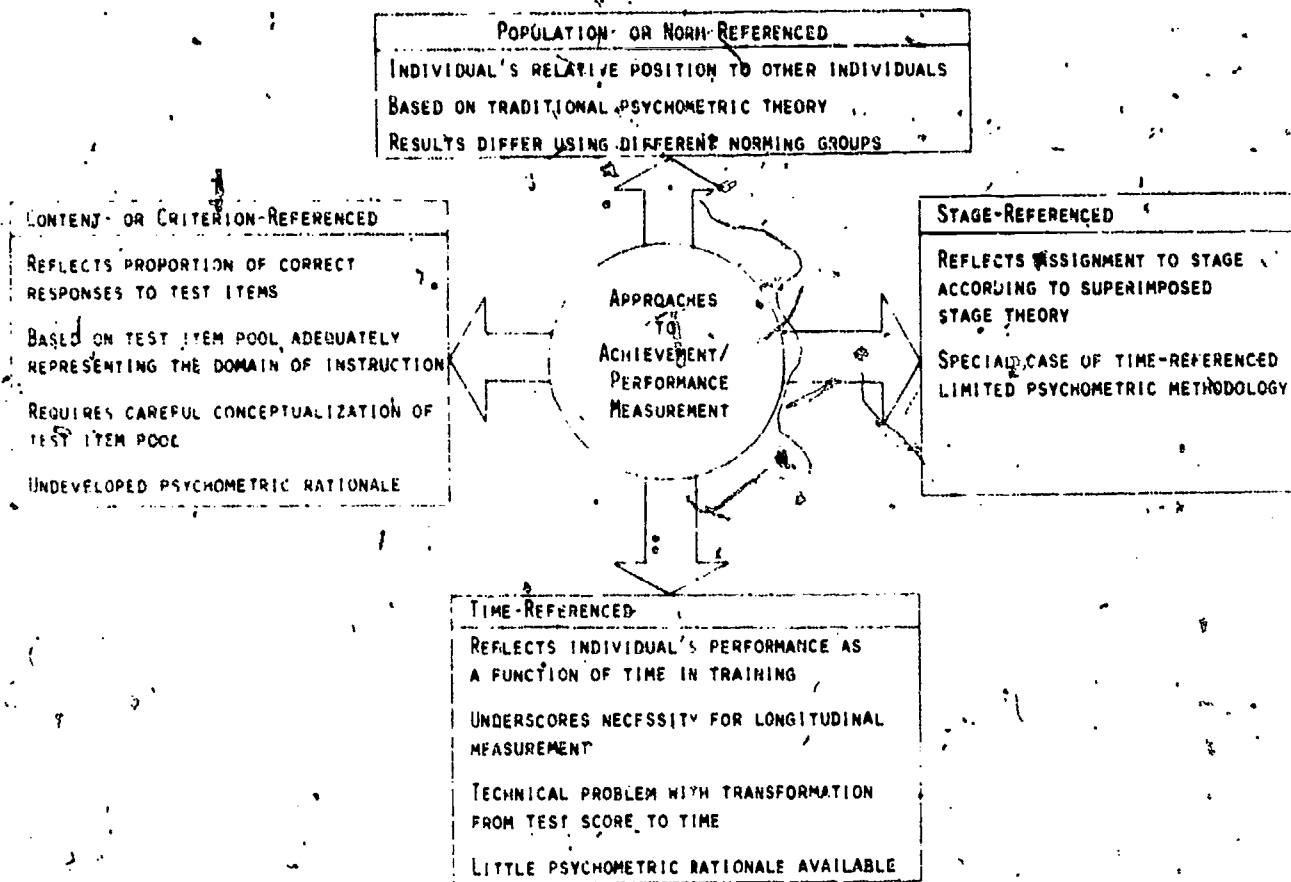 POPULATION- OR NORM-REFERENCED
INDIVIDUAL'S RELATIVE POSITION TO OTHER INDIVIDUALS
BASED ON TRADITIONAL PSYCHOMETRIC THEORY
RESULTS DIFFER USING DIFFERENT NORMING GROUPS
CONTENT- OR CRITERION-REFERENCED
REFLECTS PROPORTION OF CORRECT
RESPONSES TO TEST ITEMS
BASED ON TEST ITEM POOL ADEQUATELY
REPRESENTING THE DOMAIN OF INSTRUCTION
REQUIRES CAREFUL CONCEPTUALIZATION OF
TEST ITEM POOL
UNDEVELOPED PSYCHOMETRIC RATIONALE
APPROACHES
TO
ACHIEVEMENT/
PERFORMANCE
MEASUREMENT
STAGE-REFERENCED
REFLECTS ASSIGNMENT TO STAGE
ACCORDING TO SUPERIMPOSED
STAGE THEORY
SPECIAL CASE OF TIME-REFERENCED
LIMITED PSYCHOMETRIC METHODOLOGY
TIME-REFERENCED
REFLECTS INDIVIDUAL'S PERFORMANCE AS
A FUNCTION OF TIME IN TRAINING
UNDERSCORES NECESSITY FOR LONGITUDINAL
MEASUREMENT
TECHNICAL PROBLEM WITH TRANSFORMATION
FROM TEST SCORE TO TIME
LITTLE PSYCHOMETRIC RATIONALE AVAILABLE